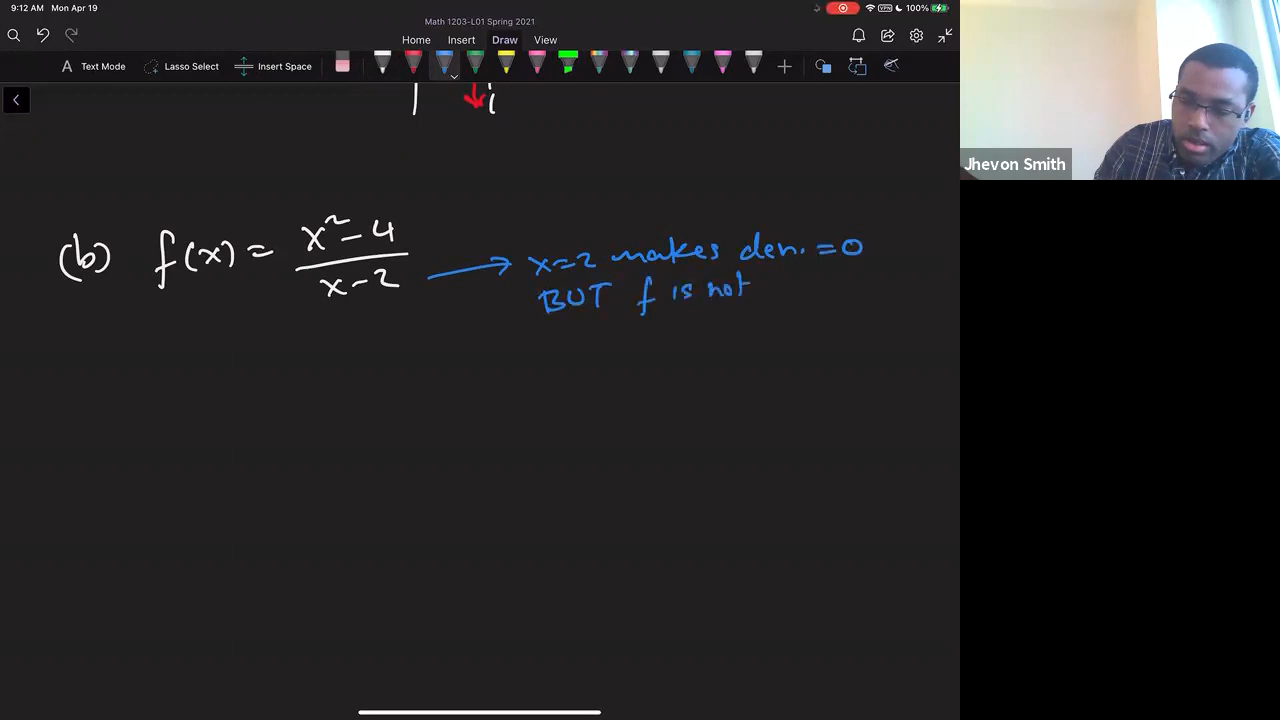 9:12 AM Mon Apr 19
100%
VPN
Math 1203-L01 Spring 2021
Home Insert Draw View
A Text Mode Lasso Select Insert Space
Jhevon Smith
(b) f(x) = x² - 4 / x - 2
x=2 makes den. = 0
BUT f is not